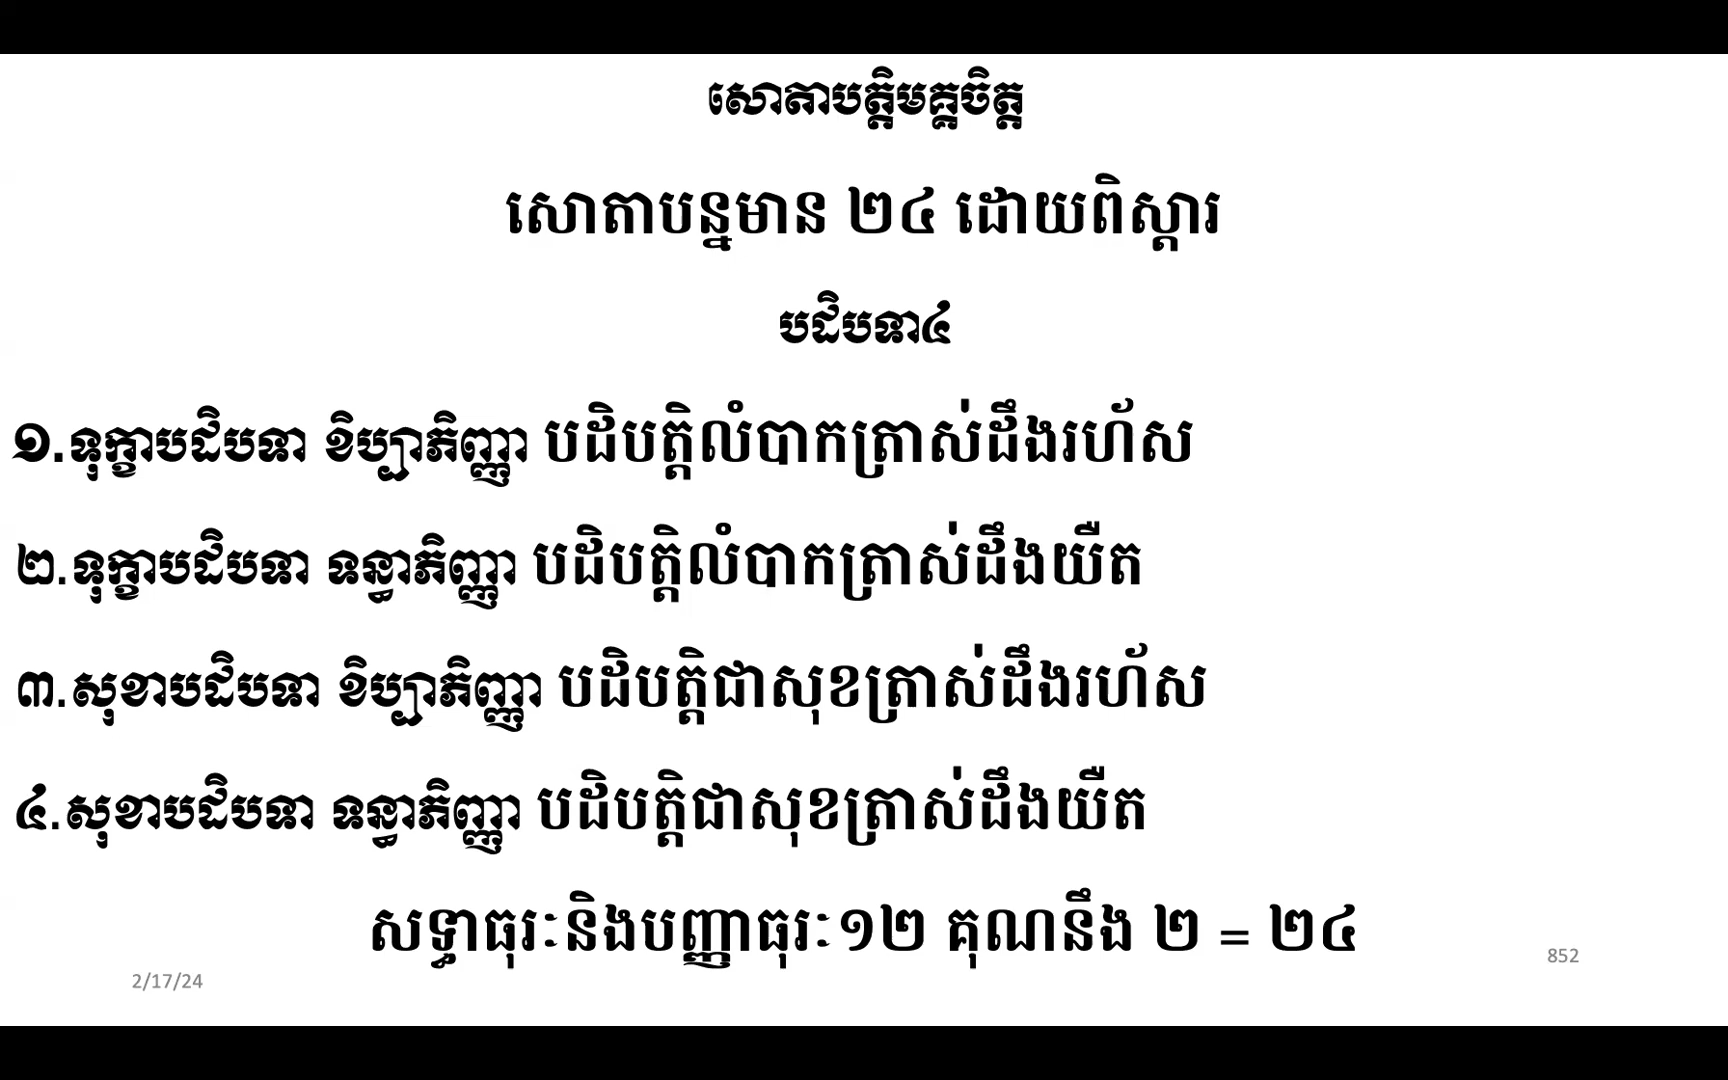 សោតាបត្តិមគ្គចិត្ត
សោតាបន្នមាន ២៤ ដោយពិស្តារ
បដិបទា៤
១.ទុក្ខាបដិបទា ខិប្បាភិញ្ញា បដិបត្តិលំបាកត្រាស់ដឹងរហ័ស
២.ទុក្ខាបដិបទា ទន្ធាភិញ្ញា បដិបត្តិលំបាកត្រាស់ដឹងយឺត
៣.សុខាបដិបទា ខិប្បាភិញ្ញា បដិបត្តិជាសុខត្រាស់ដឹងរហ័ស
៤.សុខាបដិបទា ទន្ធាភិញ្ញា បដិបត្តិជាសុខត្រាស់ដឹងយឺត
សទ្ធាធុរៈនិងបញ្ញាធុរៈ១២ គុណនឹង ២ = ២៤
852
2/17/24